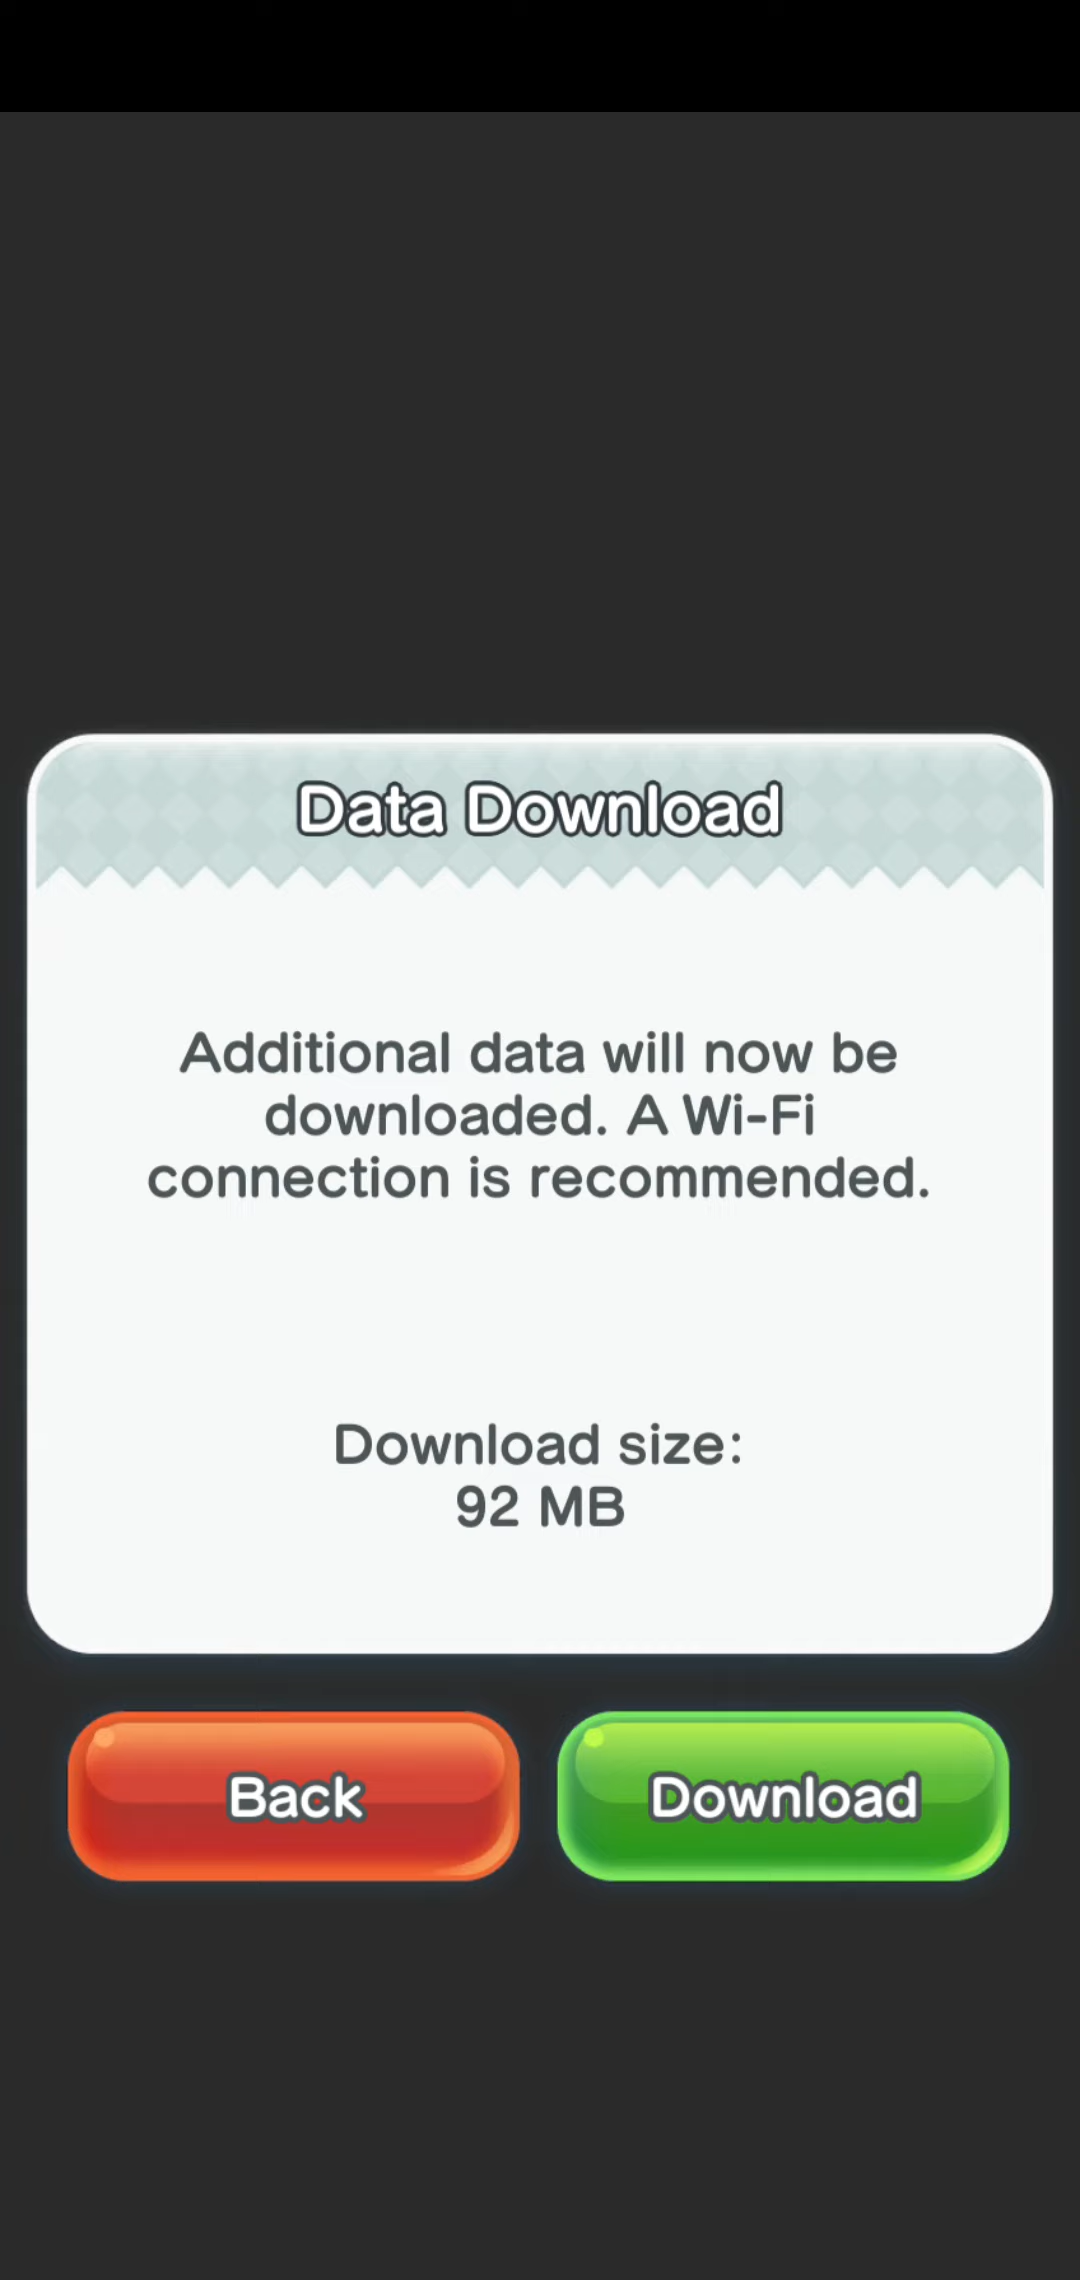 Data Download
Additional data will now be
downloaded. A Wi-Fi
connection is recommended.
Download size:
92 MB
Back
Download